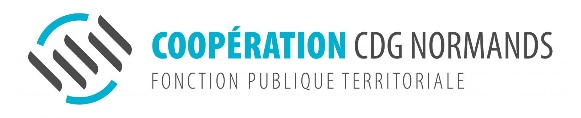 COOPÉRATION CDG NORMANDS
FONCTION PUBLIQUE TERRITORIALE